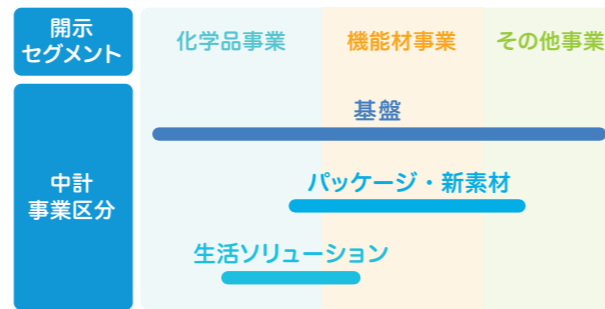 開示
セグメント
化学品事業
機能材事業
その他事業
中計
事業区分
基盤
パッケージ・新素材
生活ソリューション